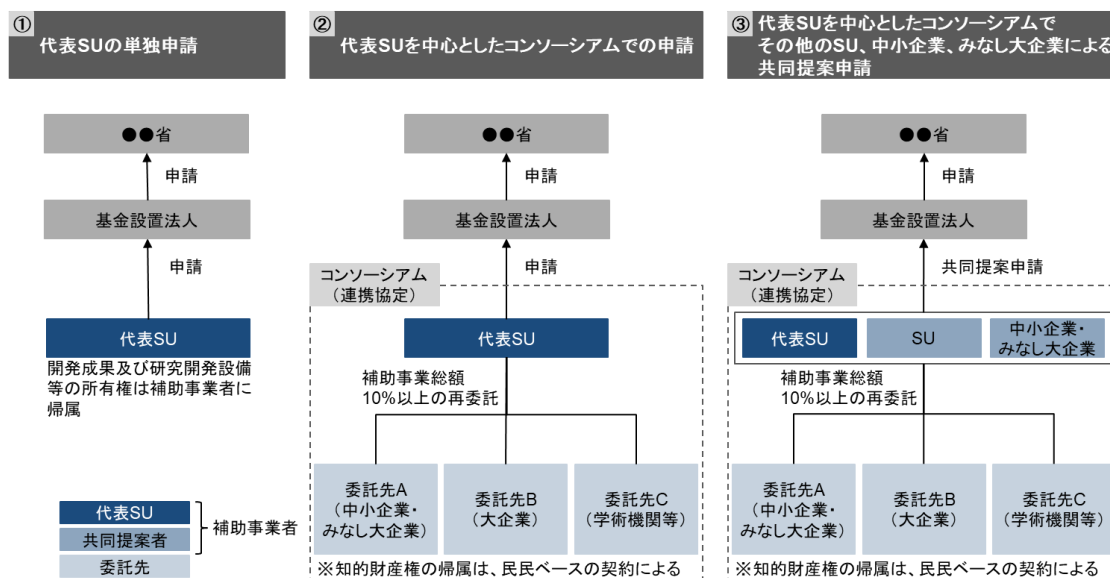 ①
代表SUの単独申請
●●省
申請
基金設置法人
申請
代表SU
開発成果及び研究開発設備
等の所有権は補助事業者に
帰属
代表SU
共同提案者
委託先
補助事業者
②
代表SUを中心としたコンソーシアムでの申請
●●省
申請
基金設置法人
申請
コンソーシアム
（連携協定）
代表SU
補助事業総額
10%以上の再委託
委託先A
（中小企業・
みなし大企業）
委託先B
（大企業）
委託先C
（学術機関等）
※知的財産権の帰属は、民民ベースの契約による
③
代表SUを中心としたコンソーシアムで
その他のSU、中小企業、みなし大企業による
共同提案申請
●●省
申請
基金設置法人
共同提案申請
コンソーシアム
（連携協定）
代表SU
SU
中小企業・
みなし大企業
補助事業総額
10%以上の再委託
委託先A
（中小企業・
みなし大企業）
委託先B
（大企業）
委託先C
（学術機関等）
※知的財産権の帰属は、民民ベースの契約による